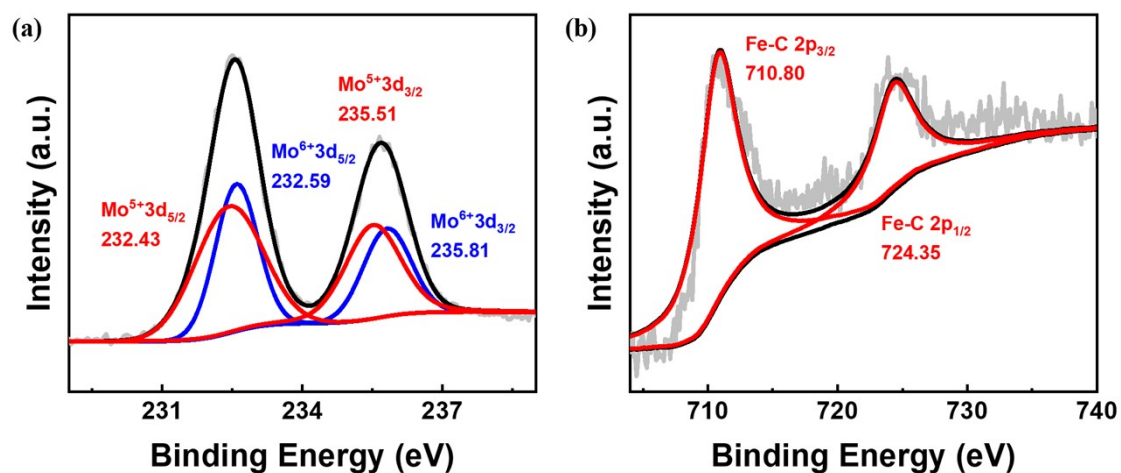 (a)
Intensity (a.u.)
Mo⁵⁺3d₃/₂
235.51
Mo⁶⁺3d₅/₂
232.59
Mo⁵⁺3d₅/₂
232.43
Mo⁶⁺3d₃/₂
235.81
231 234 237
Binding Energy (eV)
(b)
Intensity (a.u.)
Fe-C 2p₃/₂
710.80
Fe-C 2p₁/₂
724.35
710 720 730 740
Binding Energy (eV)